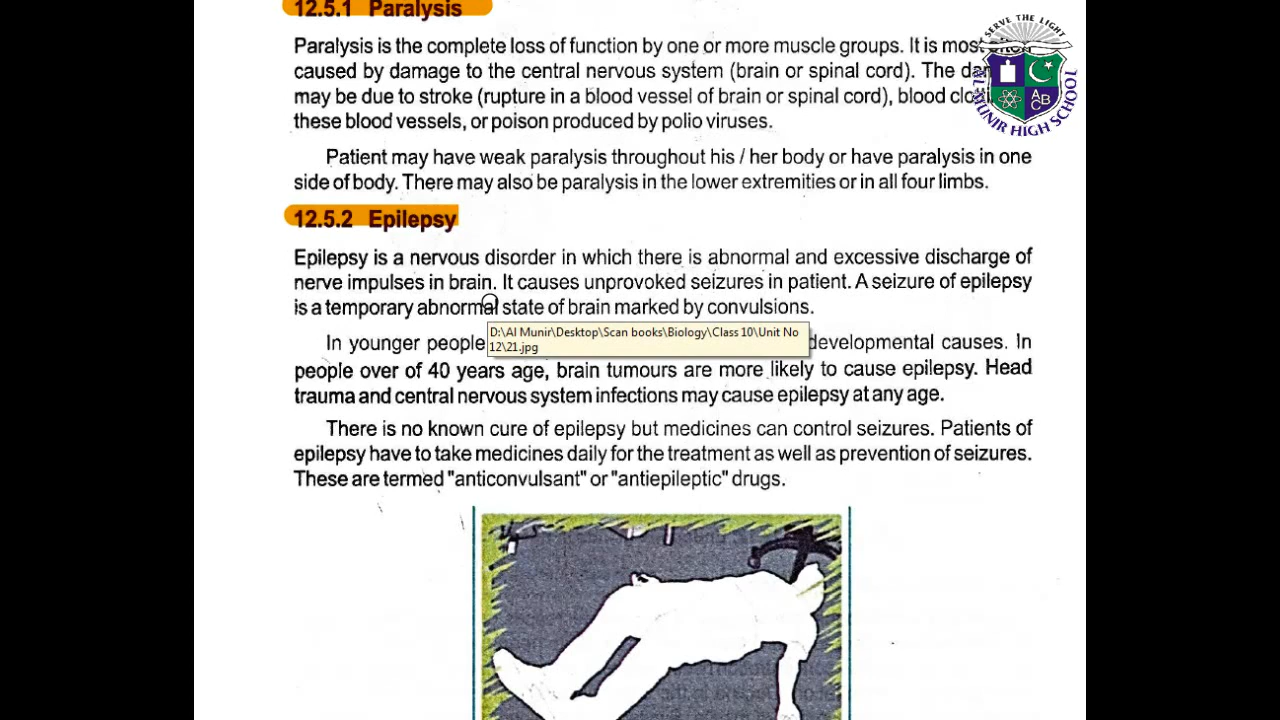 12.5.1 Paralysis
Paralysis is the complete loss of function by one or more muscle groups. It is most
caused by damage to the central nervous system (brain or spinal cord). The
may be due to stroke (rupture in a blood vessel of brain or spinal cord), blood
these blood vessels, or poison produced by polio viruses.
Patient may have weak paralysis throughout his / her body or have paralysis in one
side of body. There may also be paralysis in the lower extremities or in all four limbs.
12.5.2 Epilepsy
Epilepsy is a nervous disorder in which there is abnormal and excessive discharge of
nerve impulses in brain. It causes unprovoked seizures in patient. A seizure of epilepsy
is a temporary abnormal state of brain marked by convulsions.
In younger people developmental causes. In
people over of 40 years age, brain tumours are more likely to cause epilepsy. Head
trauma and central nervous system infections may cause epilepsy at any age.
There is no known cure of epilepsy but medicines can control seizures. Patients of
epilepsy have to take medicines daily for the treatment as well as prevention of seizures.
These are termed "anticonvulsant" or "antiepileptic" drugs.
D:\Al Munir\Desktop\Scan books\Biology\Class 10\Unit No
12\21.jpg
SERVE THE LIGHT
A
B
C
MUNIR HIGH SCHOOL